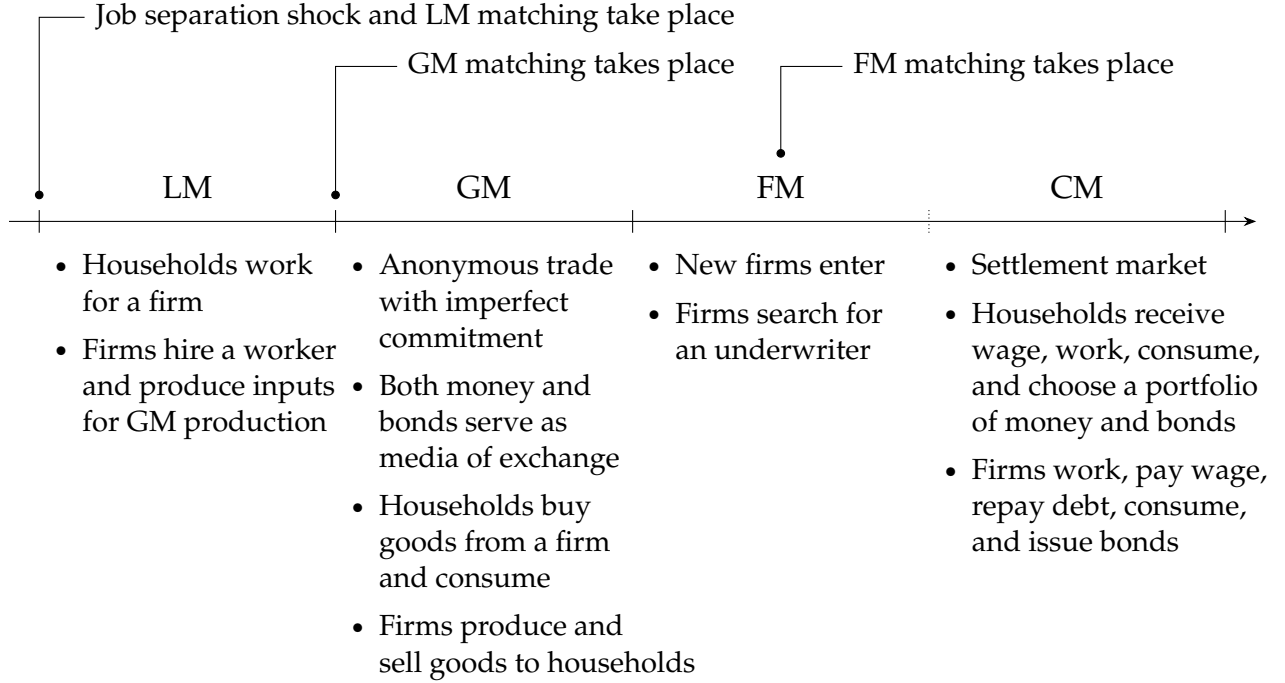 Job separation shock and LM matching take place
GM matching takes place
FM matching takes place
LM
GM
FM
CM
• Households work
for a firm
• Firms hire a worker
and produce inputs
for GM production
• Anonymous trade
with imperfect
commitment
• Both money and
bonds serve as
media of exchange
• Households buy
goods from a firm
and consume
• Firms produce and
sell goods to households
• New firms enter
• Firms search for
an underwriter
• Settlement market
• Households receive
wage, work, consume,
and choose a portfolio
of money and bonds
• Firms work, pay wage,
repay debt, consume,
and issue bonds